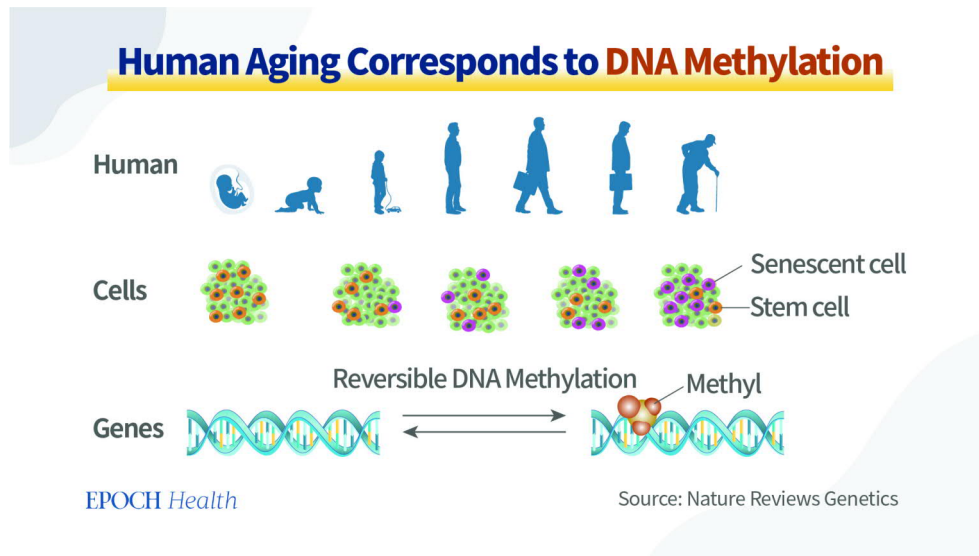 Human Aging Corresponds to DNA Methylation
Human
Cells
Senescent cell
Stem cell
Reversible DNA Methylation
Methyl
Genes
EPOCH Health
Source: Nature Reviews Genetics